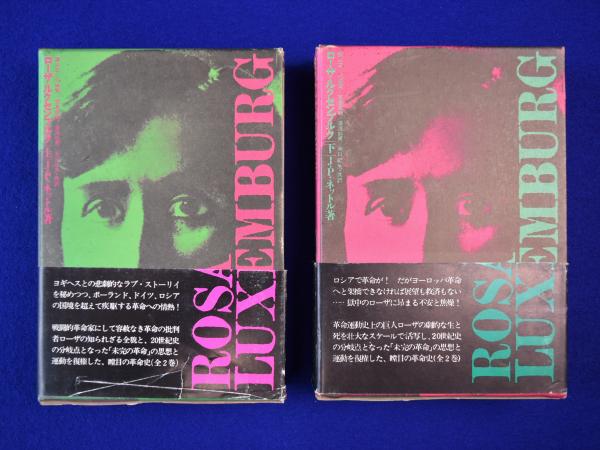 ローザ・ルクセンブルク[上]J・P・ネットル著
ROSA
LUXEMBURG
ヨギヘスとの悲劇的なラブ・ストーリイ
を秘めつつ、ポーランド、ドイツ、ロシア
の国境を超えて疾駆する革命への情熱！
戦闘的革命家にして容赦なき革命の批判
者ローザの知られざる全貌と、20世紀史
の分岐点となった「未完の革命」の思想と
運動を復権した、瞠目の革命史(全2巻)
ローザ・ルクセンブルク[下]J・P・ネットル著
ROSA
LUXEMBURG
ロシアで革命が！　だがヨーロッパ革命
へと架橋できなければ展望も救済もない
……獄中のローザに昂まる不安と焦燥！
革命運動史上の巨人ローザの劇的な生と
死を壮大なスケールで活写し、20世紀史
の分岐点となった「未完の革命」の思想と
運動を復権した、瞠目の革命史(全2巻)